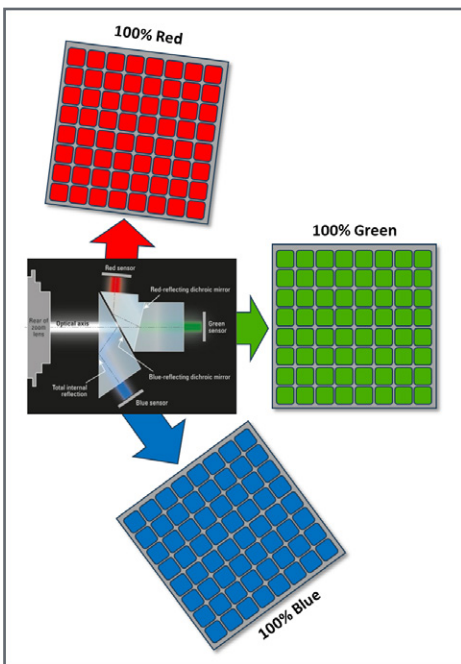 100% Red
Red sensor
Red-reflecting dichroic mirror
100% Green
Rear of
zoom
lens
Optical axis
Green
sensor
Total internal
reflection
Blue-reflecting dichroic mirror
Blue sensor
100% Blue